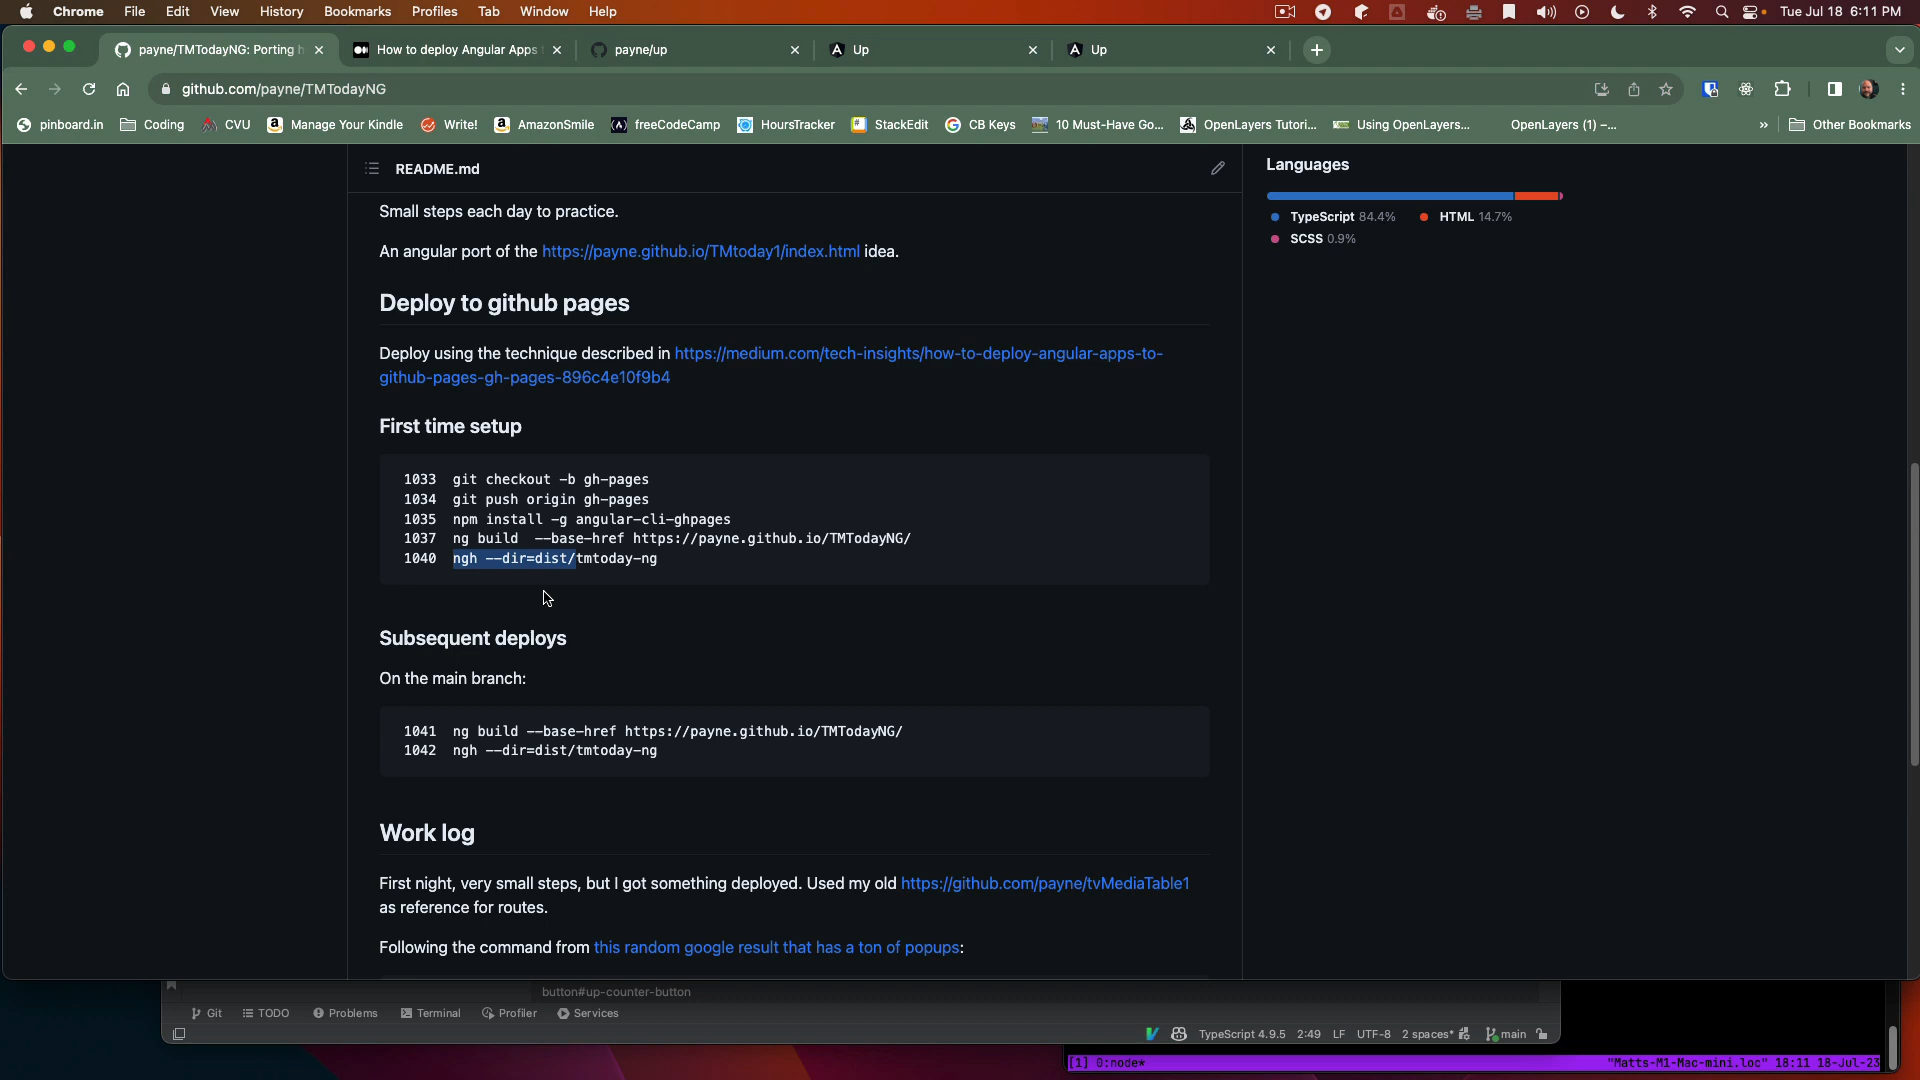 Chrome File Edit View History Bookmarks Profiles Tab Window Help Tue Jul 18 6:11 PM
payne/TMTodayNG: Porting h How to deploy Angular Apps payne/up Up Up
github.com/payne/TMTodayNG
pinboard.in Coding CVU Manage Your Kindle Write! AmazonSmile freeCodeCamp HoursTracker StackEdit CB Keys 10 Must-Have Go... OpenLayers Tutori... Using OpenLayers... OpenLayers (1) –... » Other Bookmarks
README.md
Languages
TypeScript 84.4% HTML 14.7%
SCSS 0.9%
Small steps each day to practice.
An angular port of the https://payne.github.io/TMtoday1/index.html idea.
Deploy to github pages
Deploy using the technique described in https://medium.com/tech-insights/how-to-deploy-angular-apps-to-
github-pages-gh-pages-896c4e10f9b4
First time setup
1033 git checkout -b gh-pages
1034 git push origin gh-pages
1035 npm install -g angular-cli-ghpages
1037 ng build --base-href https://payne.github.io/TMTodayNG/
1040 ngh --dir=dist/tmtoday-ng
Subsequent deploys
On the main branch:
1041 ng build --base-href https://payne.github.io/TMTodayNG/
1042 ngh --dir=dist/tmtoday-ng
Work log
First night, very small steps, but I got something deployed. Used my old https://github.com/payne/tvMediaTable1
as reference for routes.
Following the command from this random google result that has a ton of popups:
button#up-counter-button
Git TODO Problems Terminal Profiler Services
TypeScript 4.9.5 2:49 LF UTF-8 2 spaces* main
[1] 0:node* "Matts-M1-Mac-mini.loc" 18:11 18-Jul-23